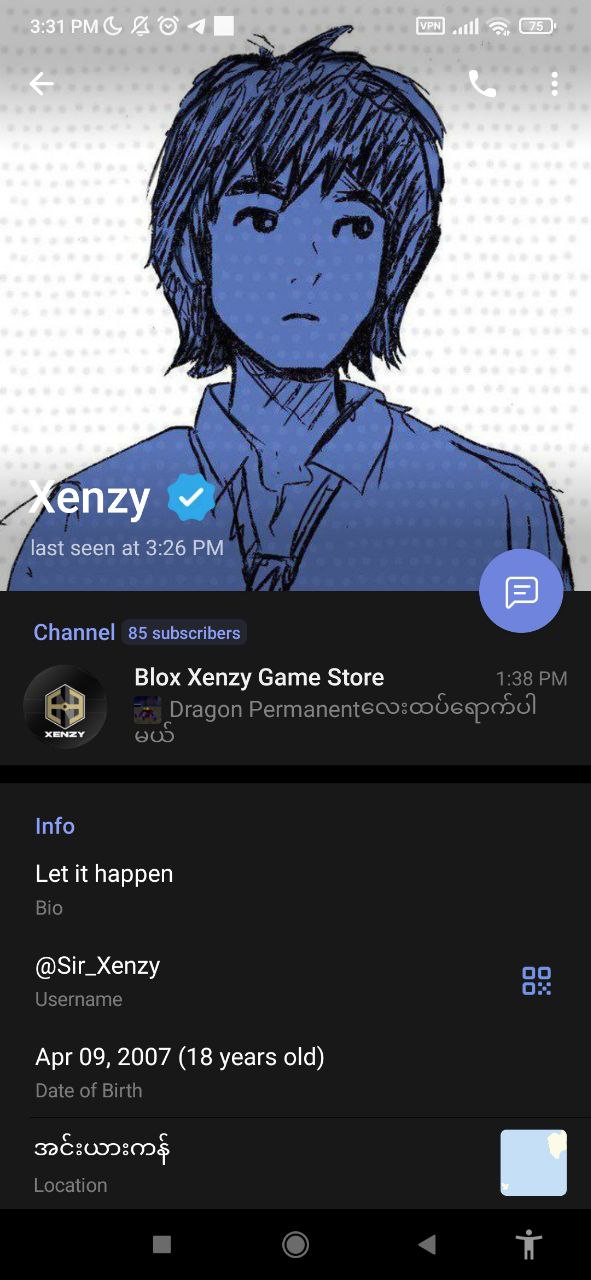 3:31 PM
VPN
75
Xenzy
last seen at 3:26 PM
Channel 85 subscribers
Blox Xenzy Game Store 1:38 PM
Dragon Permanentလေးထပ်ရောက်ပါ
မယ်
XENZY
Info
Let it happen
Bio
@Sir_Xenzy
Username
Apr 09, 2007 (18 years old)
Date of Birth
အင်းယားကန်
Location